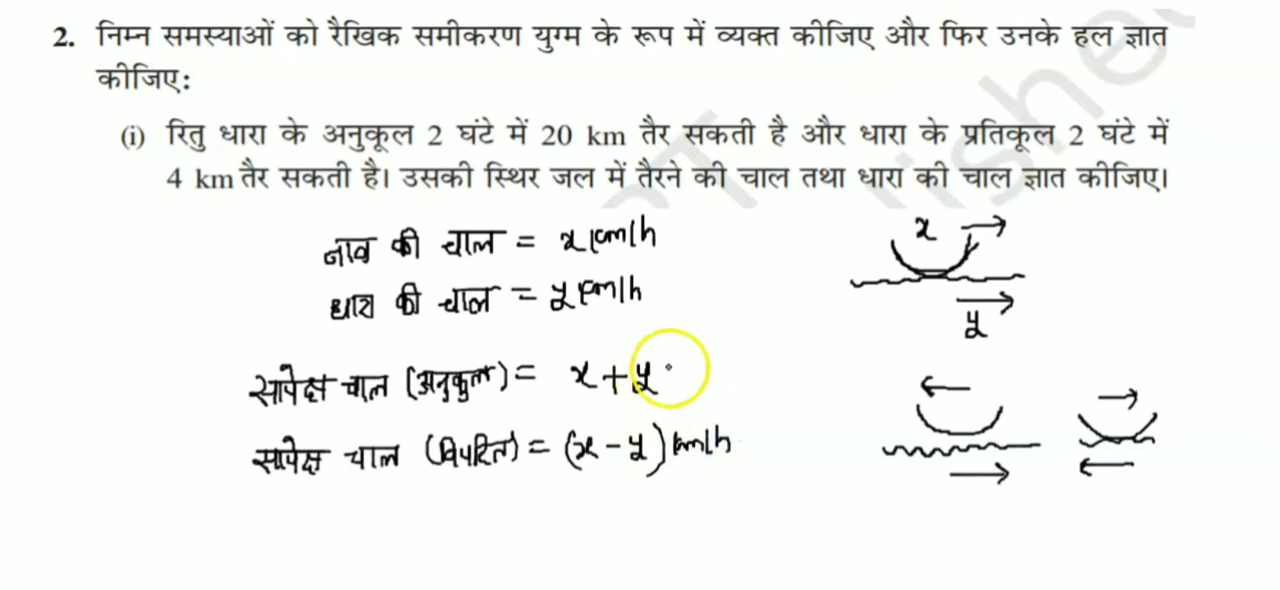 2. निम्न समस्याओं को रैखिक समीकरण युग्म के रूप में व्यक्त कीजिए और फिर उनके हल ज्ञात
कीजिए:
(i) रितु धारा के अनुकूल 2 घंटे में 20 km तैर सकती है और धारा के प्रतिकूल 2 घंटे में
4 km तैर सकती है। उसकी स्थिर जल में तैरने की चाल तथा धारा की चाल ज्ञात कीजिए।
नाव की चाल = x km/h
धारा की चाल = y km/h
x
y
सापेक्ष चाल (अनुकुल) = x + y
सापेक्ष चाल (विपरित) = (x - y) km/h